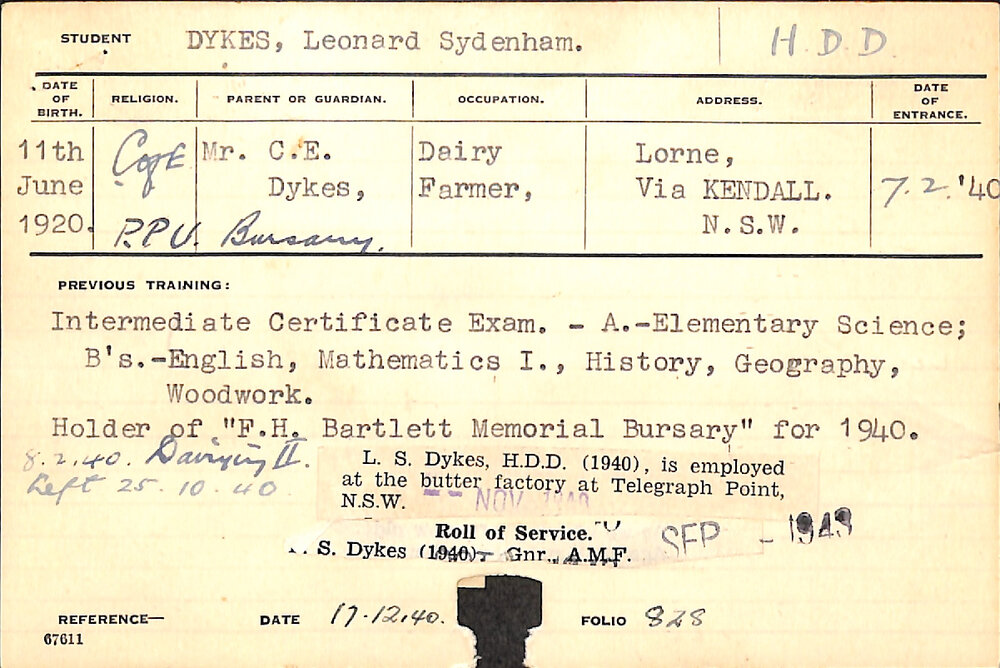 STUDENT DYKES, Leonard Sydenham. H.D.D.
DATE OF BIRTH. RELIGION. PARENT OR GUARDIAN. OCCUPATION. ADDRESS. DATE OF ENTRANCE.
11th C of E Mr. C.E. Dairy Lorne,
June Dykes, Farmer, Via KENDALL. 7.2.'40
1920. P.P.U. Bursary. N.S.W.
PREVIOUS TRAINING:
Intermediate Certificate Exam. - A.-Elementary Science;
B's.-English, Mathematics I., History, Geography,
Woodwork.
Holder of "F.H. Bartlett Memorial Bursary" for 1940.
8.2.40. Dairying II.
Left 25.10.40
L. S. Dykes, H.D.D. (1940), is employed
at the butter factory at Telegraph Point,
N.S.W. NOV
Roll of Service. SEP - 1943
S. Dykes (1940)- Gnr., A.M.F.
REFERENCE— DATE 17.12.40. FOLIO 828
67611